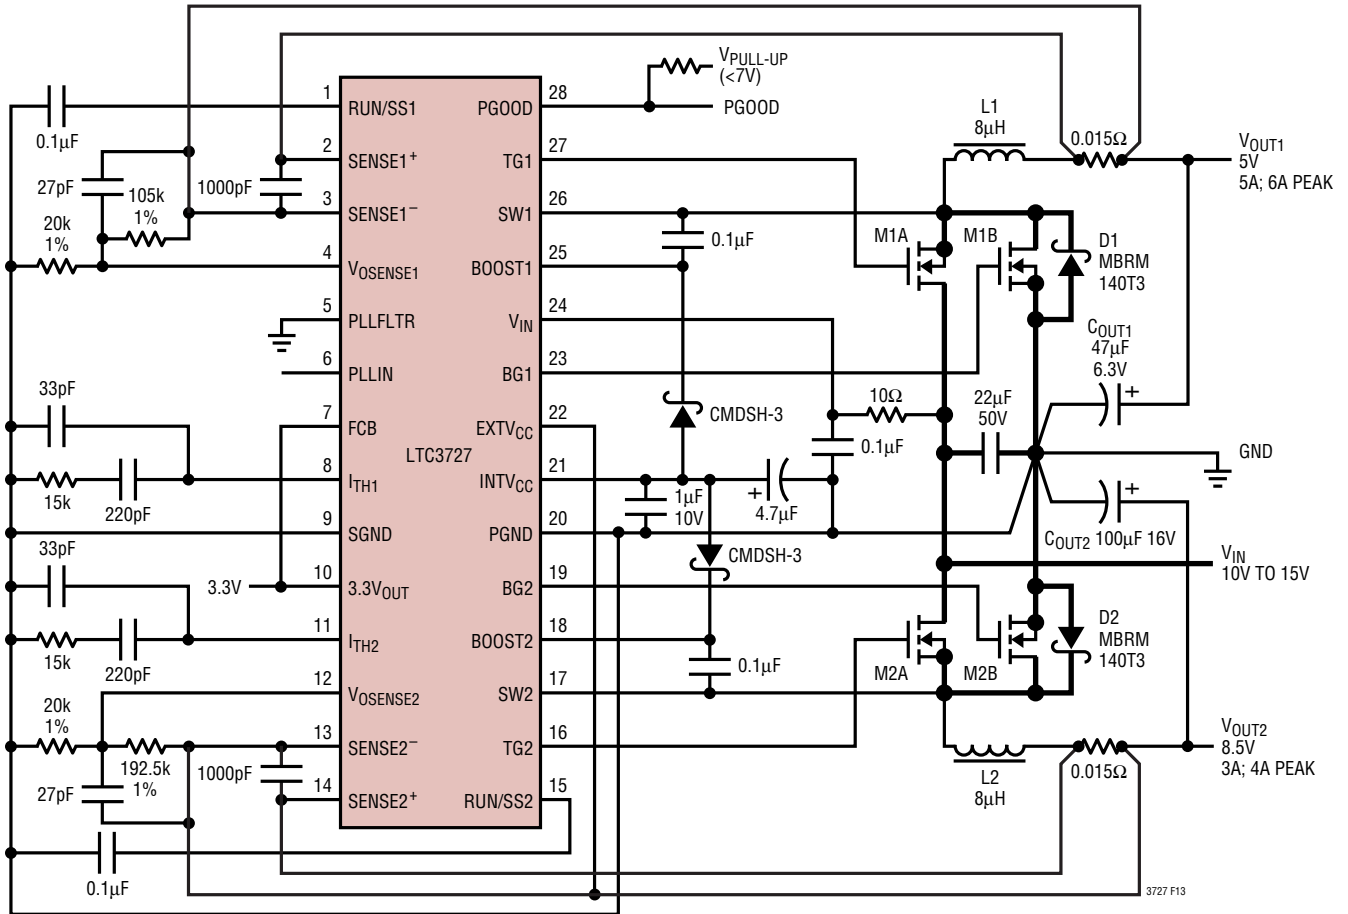 V_PULL-UP
(<7V)
PGOOD
0.1µF
27pF
105k
1%
20k
1%
1000pF
33pF
15k
220pF
33pF
3.3V
15k
220pF
20k
1%
192.5k
1%
27pF
1000pF
0.1µF
1
RUN/SS1
2
SENSE1+
3
SENSE1–
4
V_OSENSE1
5
PLLFLTR
6
PLLIN
7
FCB
8
I_TH1
9
SGND
10
3.3V_OUT
11
I_TH2
12
V_OSENSE2
13
SENSE2–
14
SENSE2+
LTC3727
PGOOD
28
TG1
27
SW1
26
BOOST1
25
V_IN
24
BG1
23
EXTV_CC
22
INTV_CC
21
PGND
20
BG2
19
BOOST2
18
SW2
17
TG2
16
RUN/SS2
15
0.1µF
CMDSH-3
10Ω
0.1µF
1µF
10V
+
4.7µF
CMDSH-3
0.1µF
L1
8µH
0.015Ω
V_OUT1
5V
5A; 6A PEAK
M1A
M1B
D1
MBRM
140T3
C_OUT1
47µF
6.3V
+
22µF
50V
GND
+
C_OUT2 100µF 16V
V_IN
10V TO 15V
M2A
M2B
D2
MBRM
140T3
L2
8µH
0.015Ω
V_OUT2
8.5V
3A; 4A PEAK
3727 F13